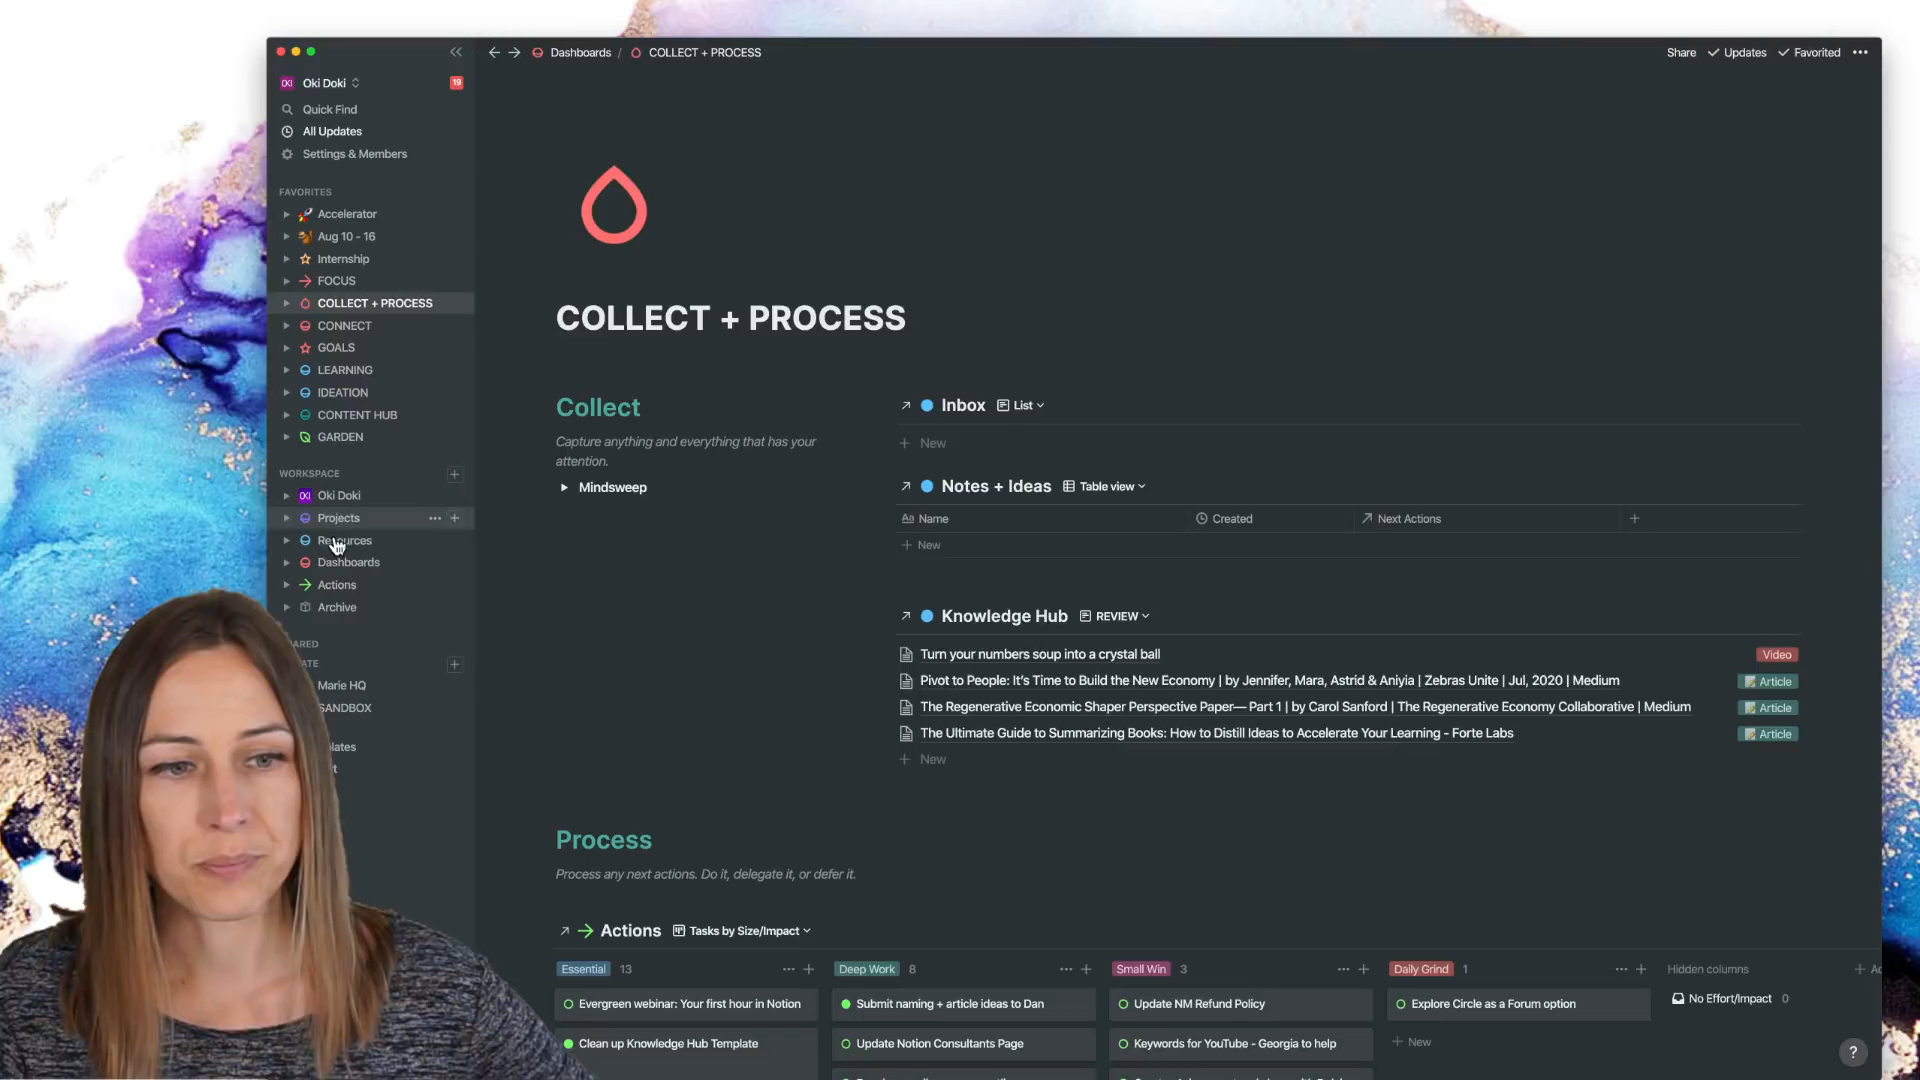 Dashboards / COLLECT + PROCESS
Share Updates Favorited
OKI Oki Doki 19
Quick Find
All Updates
Settings & Members
FAVORITES
Accelerator
Aug 10 - 16
Internship
FOCUS
COLLECT + PROCESS
CONNECT
GOALS
LEARNING
IDEATION
CONTENT HUB
GARDEN
WORKSPACE
OKI Oki Doki
Projects
Resources
Dashboards
Actions
Archive
Marie HQ
SANDBOX
COLLECT + PROCESS
Collect
Capture anything and everything that has your
attention.
Mindsweep
Inbox List
New
Notes + Ideas Table view
Aa Name Created Next Actions
New
Knowledge Hub REVIEW
Turn your numbers soup into a crystal ball Video
Pivot to People: It's Time to Build the New Economy | by Jennifer, Mara, Astrid & Aniyia | Zebras Unite | Jul, 2020 | Medium Article
The Regenerative Economic Shaper Perspective Paper— Part 1 | by Carol Sanford | The Regenerative Economy Collaborative | Medium Article
The Ultimate Guide to Summarizing Books: How to Distill Ideas to Accelerate Your Learning - Forte Labs Article
New
Process
Process any next actions. Do it, delegate it, or defer it.
Actions Tasks by Size/Impact
Essential 13 Deep Work 8 Small Win 3 Daily Grind 1 Hidden columns
Evergreen webinar: Your first hour in Notion Submit naming + article ideas to Dan Update NM Refund Policy Explore Circle as a Forum option No Effort/Impact 0
Clean up Knowledge Hub Template Update Notion Consultants Page Keywords for YouTube - Georgia to help New
?